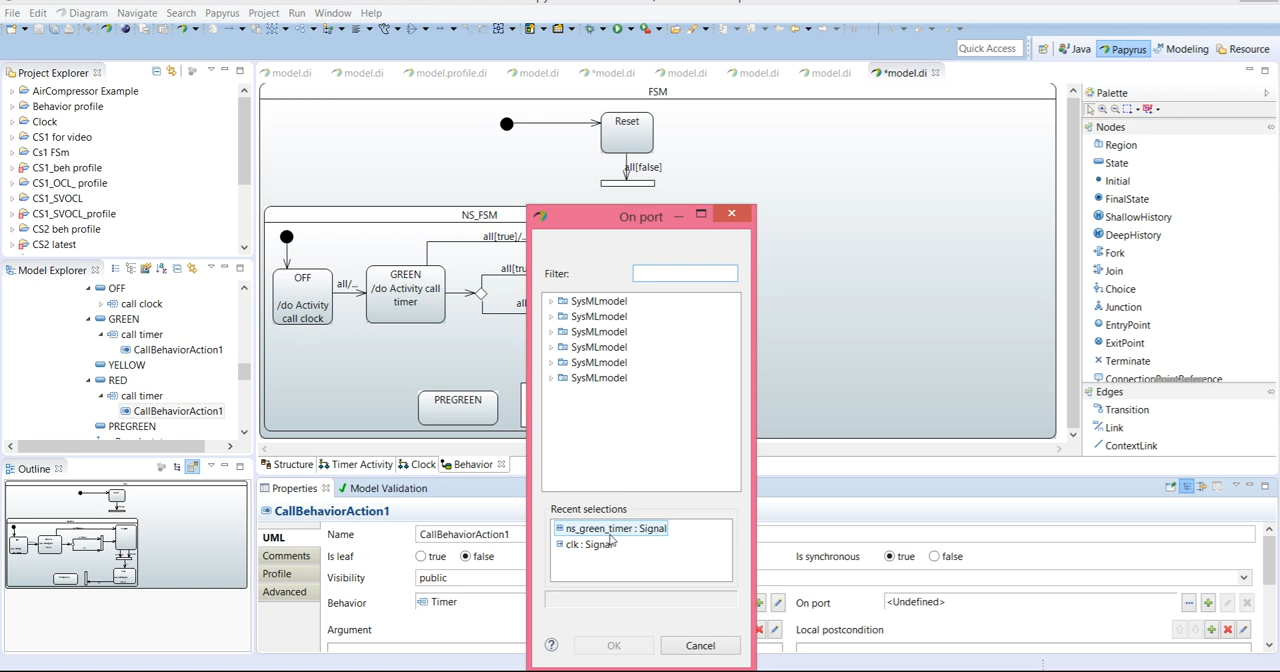 File Edit Diagram Navigate Search Papyrus Project Run Window Help
Quick Access Java Papyrus Modeling Resource
Project Explorer
AirCompressor Example
Behavior profile
Clock
CS1 for video
Cs1 FSm
CS1_beh profile
CS1_OCL_ profile
CS1_SVOCL
CS1_SVOCL_profile
CS2 beh profile
CS2 latest
Model Explorer
OFF
call clock
GREEN
call timer
CallBehaviorAction1
YELLOW
RED
call timer
CallBehaviorAction1
PREGREEN
Outline
model.di model.di model.profile.di model.di *model.di model.di model.di model.di *model.di
FSM
Reset
all[false]
NS_FSM
all[true]/..
OFF
/do Activity
call clock
all/...
GREEN
/do Activity call
timer
all[tru
all
PREGREEN
Structure Timer Activity Clock Behavior
On port
Filter:
SysMLmodel
SysMLmodel
SysMLmodel
SysMLmodel
SysMLmodel
SysMLmodel
Recent selections
ns_green_timer : Signal
clk : Signal
OK Cancel
Palette
Nodes
Region
State
Initial
FinalState
ShallowHistory
DeepHistory
Fork
Join
Choice
Junction
EntryPoint
ExitPoint
Terminate
ConnectionPointReference
Edges
Transition
Link
ContextLink
Properties Model Validation
CallBehaviorAction1
UML
Comments
Profile
Advanced
Name CallBehaviorAction1
Is leaf true false Is synchronous true false
Visibility public
Behavior Timer On port <Undefined>
Argument Local postcondition